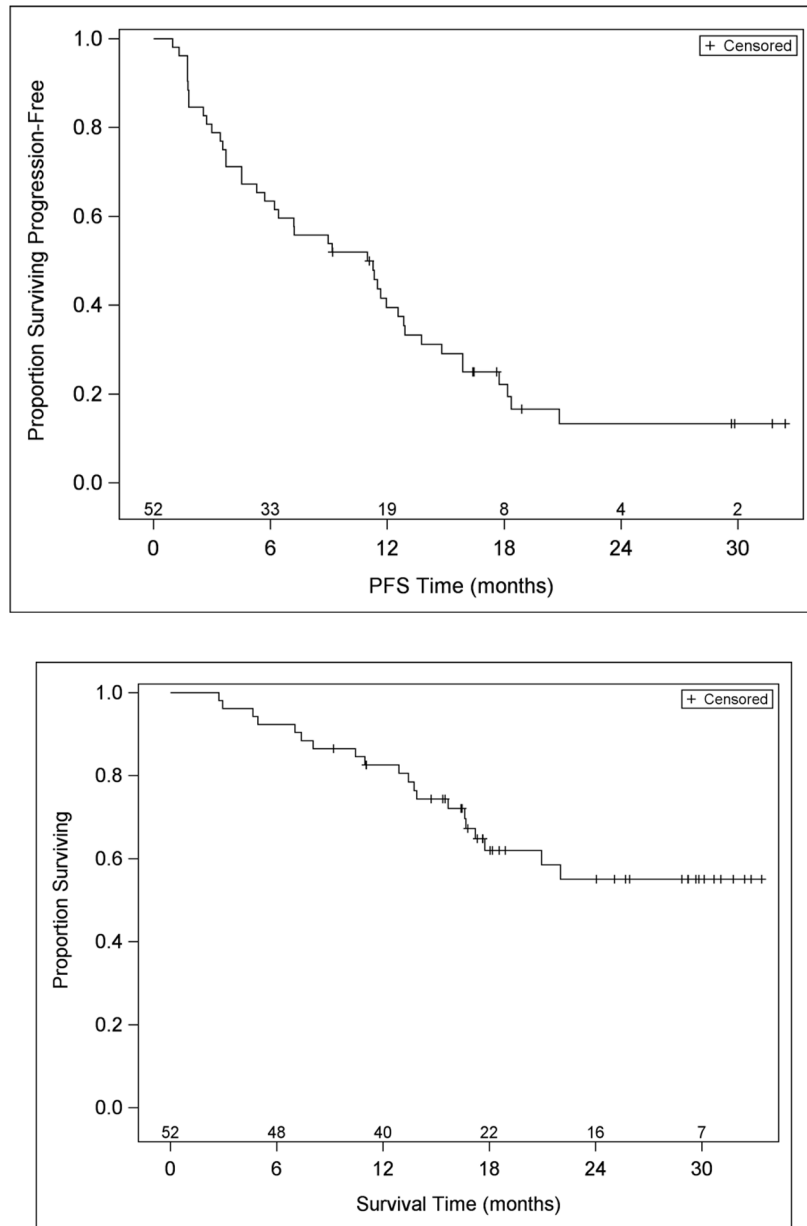 1.0
+ Censored
0.8
0.6
0.4
0.2
0.0
Proportion Surviving Progression-Free
52 33 19 8 4 2
0 6 12 18 24 30
PFS Time (months)
1.0
+ Censored
0.8
0.6
0.4
0.2
0.0
Proportion Surviving
52 48 40 22 16 7
0 6 12 18 24 30
Survival Time (months)